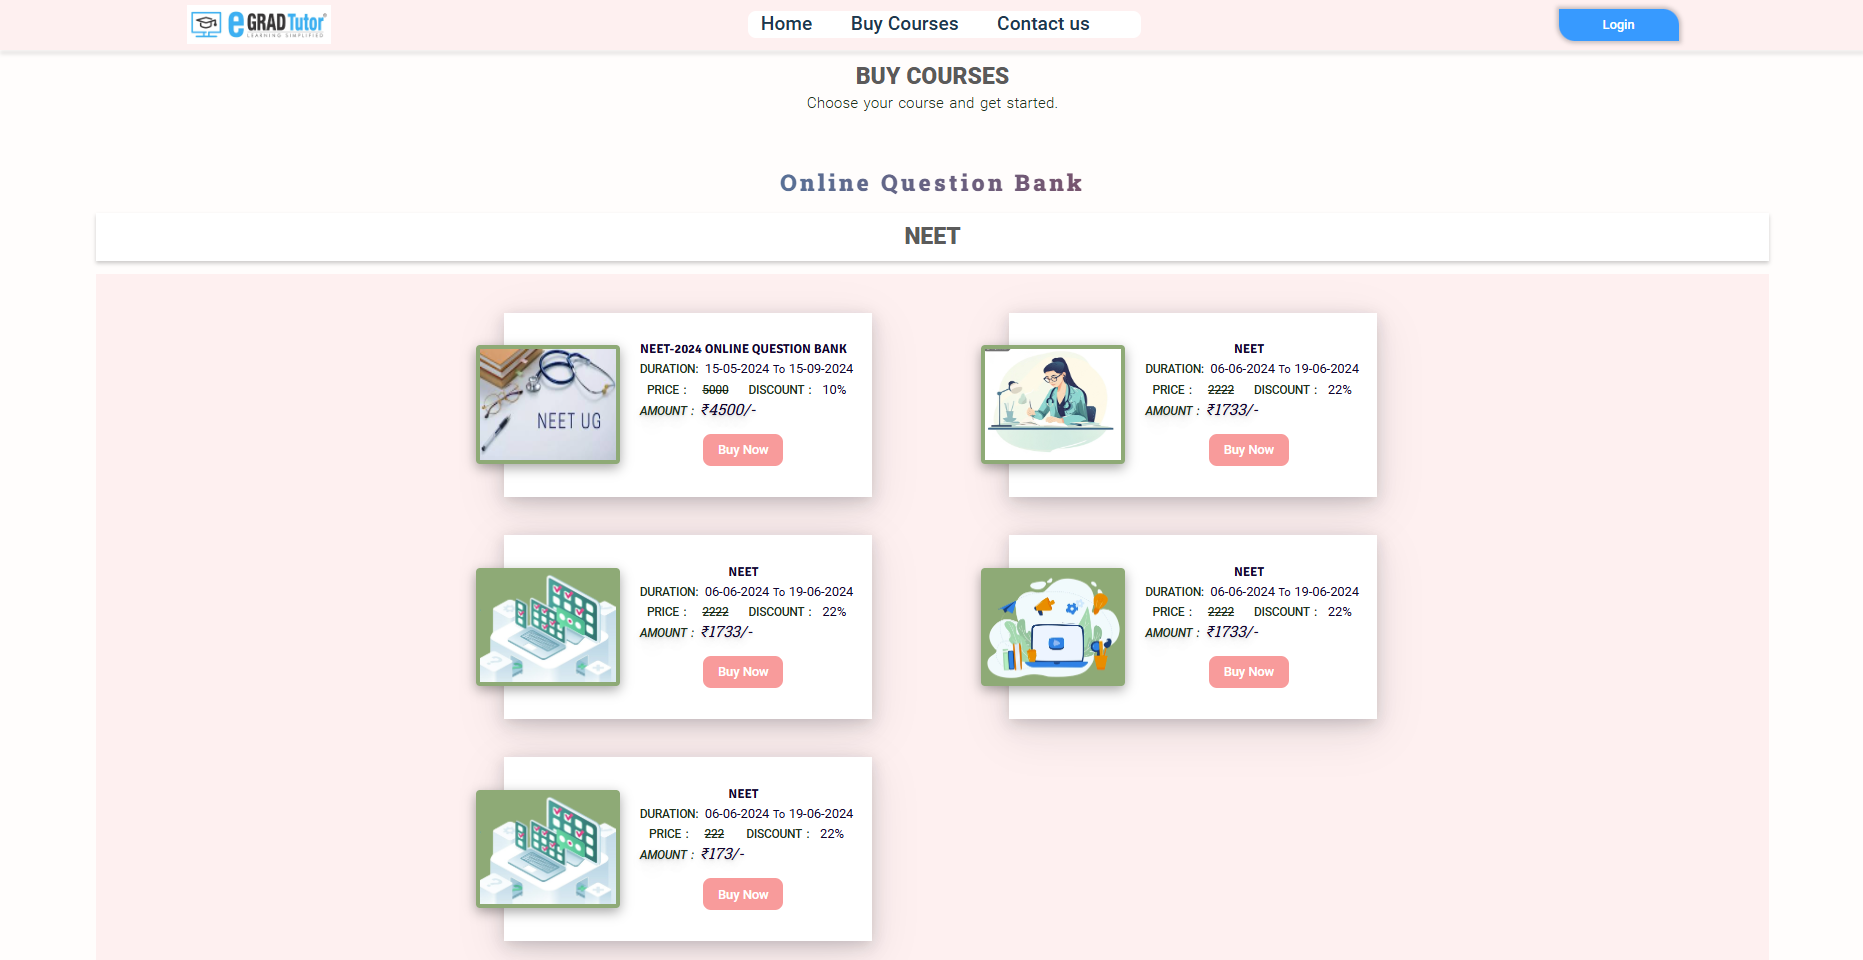 eGRADTutor
LEARNING SIMPLIFIED
Home Buy Courses Contact us
Login
BUY COURSES
Choose your course and get started.
Online Question Bank
NEET
NEET UG
NEET-2024 ONLINE QUESTION BANK
DURATION: 15-05-2024 To 15-09-2024
PRICE : 5000 DISCOUNT : 10%
AMOUNT : ₹4500/-
Buy Now
NEET
DURATION: 06-06-2024 To 19-06-2024
PRICE : 2222 DISCOUNT : 22%
AMOUNT : ₹1733/-
Buy Now
NEET
DURATION: 06-06-2024 To 19-06-2024
PRICE : 2222 DISCOUNT : 22%
AMOUNT : ₹1733/-
Buy Now
NEET
DURATION: 06-06-2024 To 19-06-2024
PRICE : 2222 DISCOUNT : 22%
AMOUNT : ₹1733/-
Buy Now
NEET
DURATION: 06-06-2024 To 19-06-2024
PRICE : 222 DISCOUNT : 22%
AMOUNT : ₹173/-
Buy Now